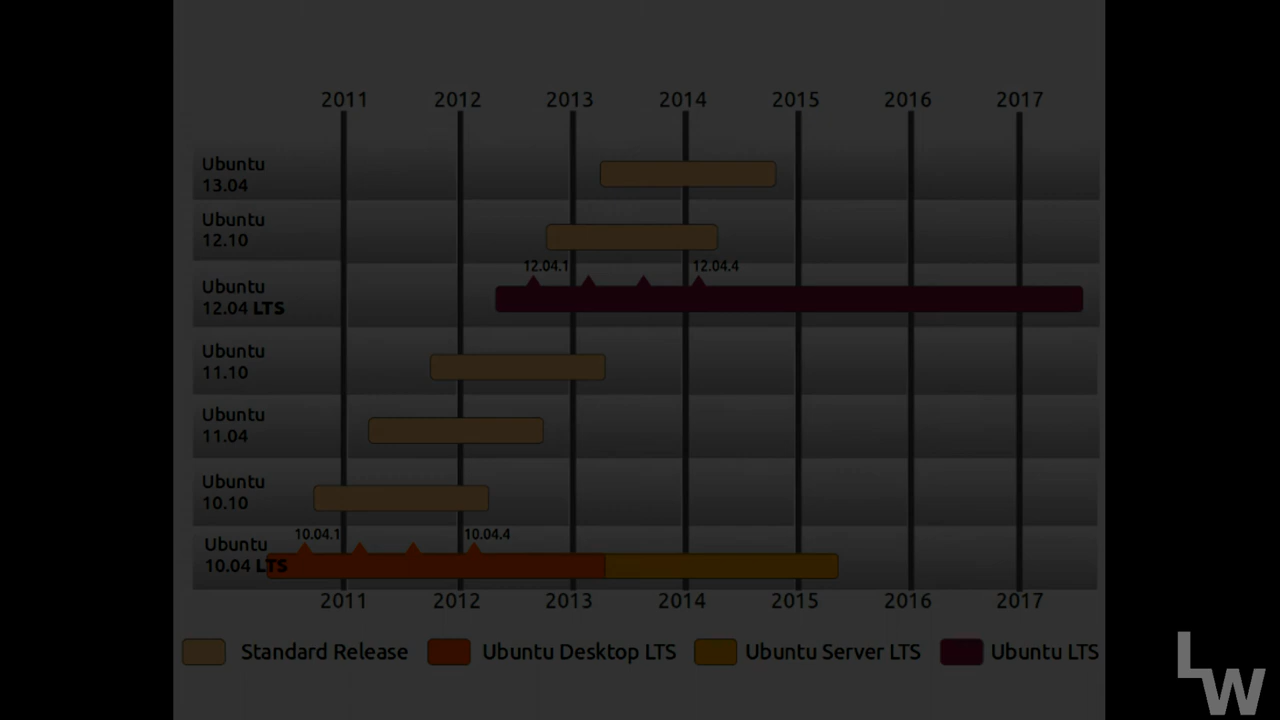 2011 2012 2013 2014 2015 2016 2017
Ubuntu
13.04
Ubuntu
12.10
12.04.1 12.04.4
Ubuntu
12.04 LTS
Ubuntu
11.10
Ubuntu
11.04
Ubuntu
10.10
10.04.1 10.04.4
Ubuntu
10.04 LTS
2011 2012 2013 2014 2015 2016 2017
Standard Release Ubuntu Desktop LTS Ubuntu Server LTS Ubuntu LTS
LW